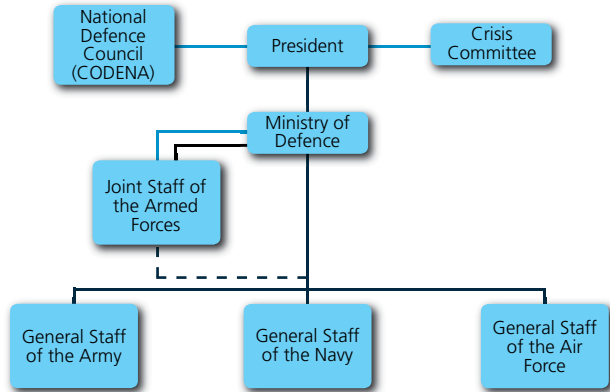 National
Defence
Council
(CODENA)
President
Crisis
Committee
Ministry of
Defence
Joint Staff of
the Armed
Forces
General Staff
of the Army
General Staff
of the Navy
General Staff
of the Air
Force